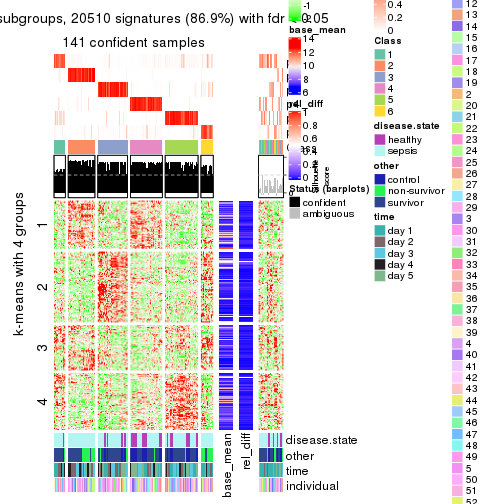 subgroups, 20510 signatures (86.9%) with fdr < 0.05
141 confident samples
k-means with 4 groups
1
2
3
4
base_mean
rel_diff
disease.state
other
time
individual
-1
-2
base_mean
14
12
10
8
6
rel_diff
1
0.8
0.6
0.4
0.2
0
Silhouette
score
Status (barplots)
confident
ambiguous
0.4
0.2
0
Class
1
2
3
4
5
6
disease.state
healthy
sepsis
other
control
non-survivor
survivor
time
day 1
day 2
day 3
day 4
day 5
12
13
14
15
16
17
18
19
2
20
21
22
23
24
25
26
27
28
29
3
30
31
32
33
34
35
36
37
38
39
4
40
41
42
43
44
45
46
47
48
49
5
50
51
52